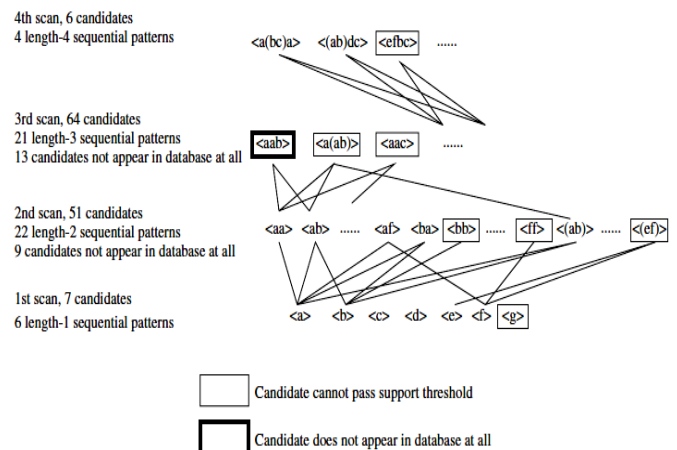 4th scan, 6 candidates
4 length-4 sequential patterns
<a(bc)a> <(ab)dc> <efbc> ......
3rd scan, 64 candidates
21 length-3 sequential patterns
13 candidates not appear in database at all
<aab> <a(ab)> <aac> ......
2nd scan, 51 candidates
22 length-2 sequential patterns
9 candidates not appear in database at all
<aa> <ab> ...... <af> <ba> <bb> ...... <ff> <(ab)> ...... <(ef)>
1st scan, 7 candidates
6 length-1 sequential patterns
<a> <b> <c> <d> <e> <f> <g>
Candidate cannot pass support threshold
Candidate does not appear in database at all